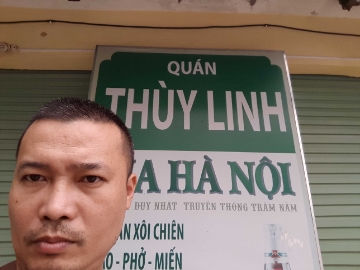 QUÁN
THÙY LINH
HÀ NỘI
DUY NHẤT TRUYỀN THỐNG TRĂM NĂM
XÔI CHIÊN
- PHỞ - MIẾN